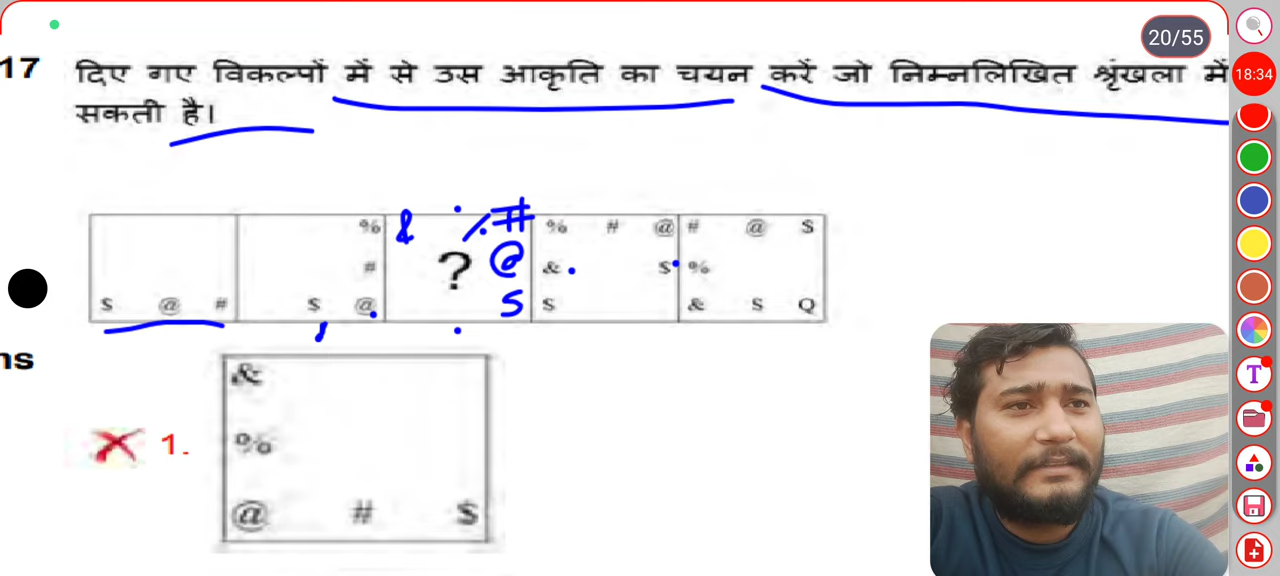 20/55
18:34
17 दिए गए विकल्पों में से उस आकृति का चयन करें जो निम्नलिखित श्रृंखला में
सकती है।
% & % # % # @ # @ $
# ? @ & $ %
$ @ # $ @ $ $ & $ Q
ns
&
✗ 1. %
@ # $
T